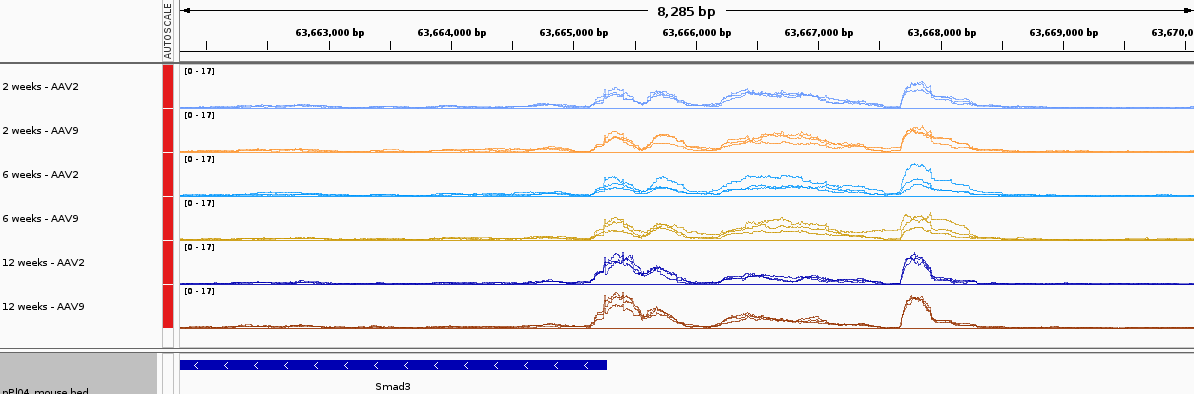 8,285 bp
63,663,000 bp 63,664,000 bp 63,665,000 bp 63,666,000 bp 63,667,000 bp 63,668,000 bp 63,669,000 bp 63,670,0
AUTOSCALE
[0 - 17]
2 weeks - AAV2
[0 - 17]
2 weeks - AAV9
[0 - 17]
6 weeks - AAV2
[0 - 17]
6 weeks - AAV9
[0 - 17]
12 weeks - AAV2
[0 - 17]
12 weeks - AAV9
Smad3